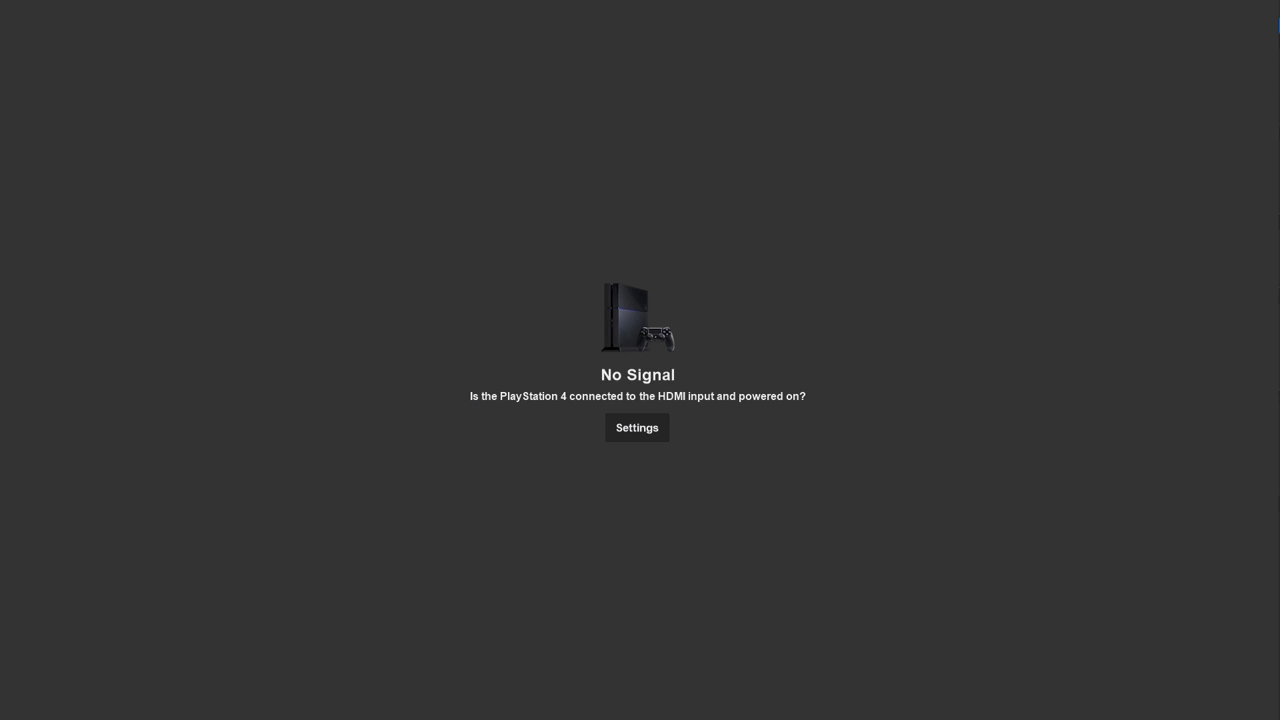 No Signal
Is the PlayStation 4 connected to the HDMI input and powered on?
Settings